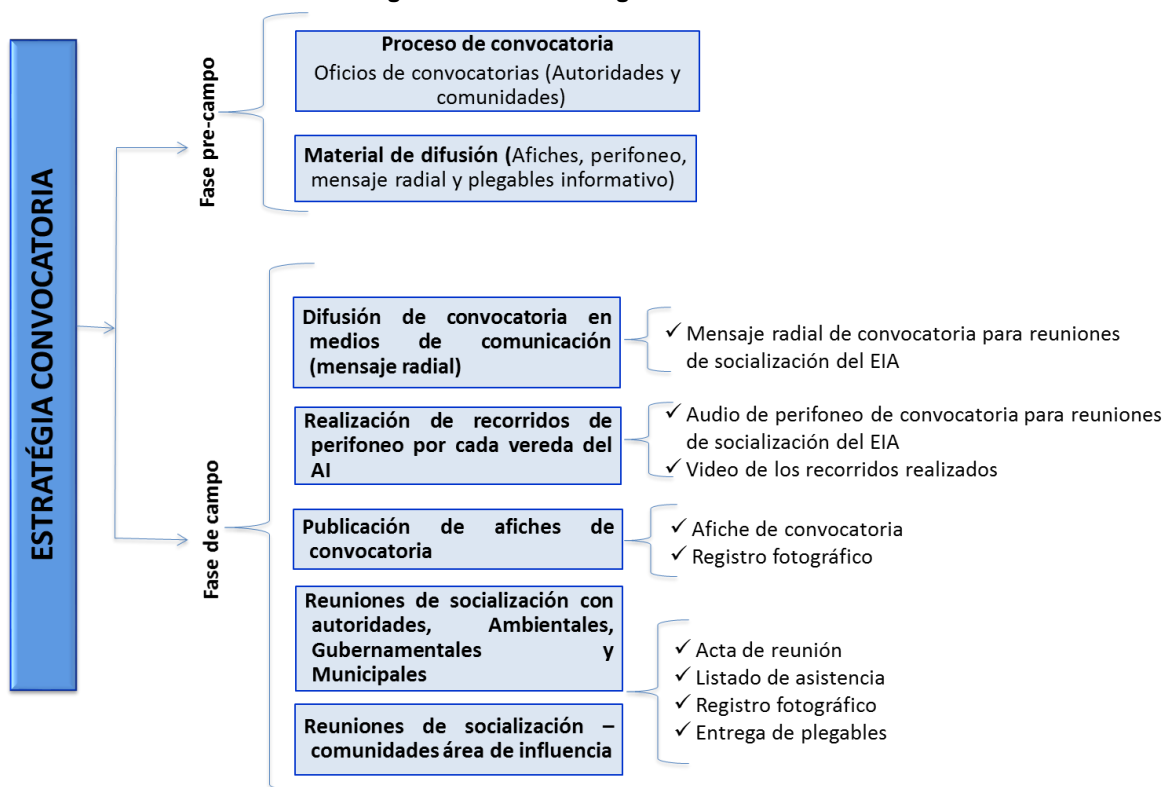 ESTRATÉGIA CONVOCATORIA
Fase pre-campo
Proceso de convocatoria
Oficios de convocatorias (Autoridades y
comunidades)
Material de difusión (Afiches, perifoneo,
mensaje radial y plegables informativo)
Fase de campo
Difusión de convocatoria en
medios de comunicación
(mensaje radial)
✓ Mensaje radial de convocatoria para reuniones
de socialización del EIA
Realización de recorridos de
perifoneo por cada vereda del
AI
✓ Audio de perifoneo de convocatoria para reuniones
de socialización del EIA
✓ Video de los recorridos realizados
Publicación de afiches de
convocatoria
✓ Afiche de convocatoria
✓ Registro fotográfico
Reuniones de socialización con
autoridades, Ambientales,
Gubernamentales y
Municipales
Reuniones de socialización –
comunidades área de influencia
✓ Acta de reunión
✓ Listado de asistencia
✓ Registro fotográfico
✓ Entrega de plegables